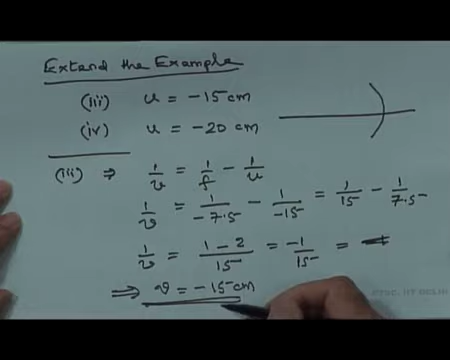 Extend the Example
(iii) u = -15 cm
(iv) u = -20 cm
(iii) ⇒ 1/v = 1/f - 1/u
1/v = 1/-7.5 - 1/-15 = 1/15 - 1/7.5
1/v = 1-2/15 = -1/15 =
⇒ v = -15 cm